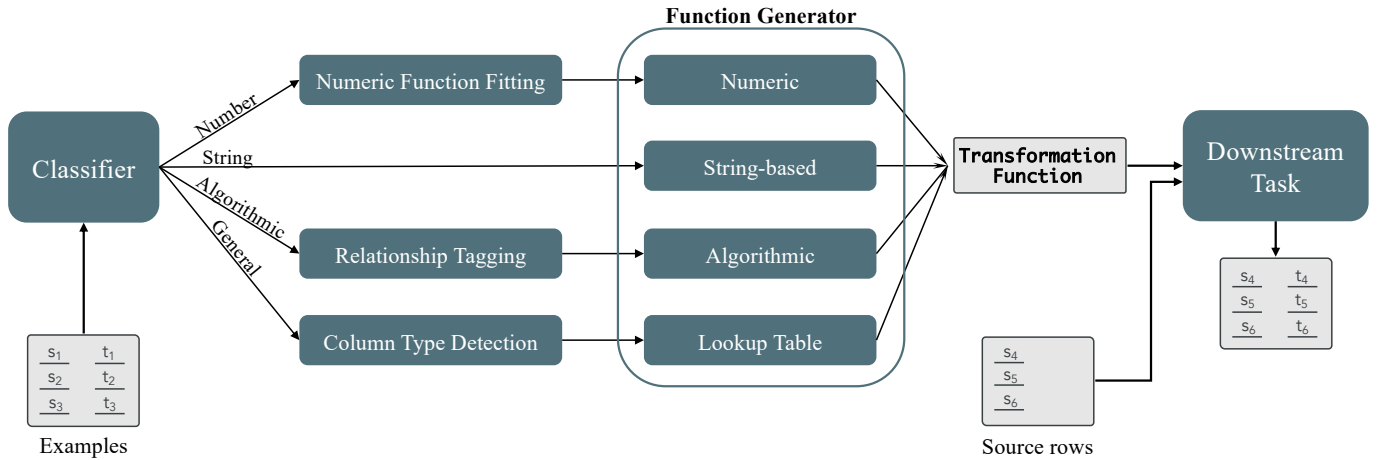 Function Generator
Classifier
Number
String
Algorithmic
General
Numeric Function Fitting
Relationship Tagging
Column Type Detection
Numeric
String-based
Algorithmic
Lookup Table
Transformation
Function
Downstream
Task
s₁ t₁
s₂ t₂
s₃ t₃
Examples
s₄
s₅
s₆
Source rows
s₄ t₄
s₅ t₅
s₆ t₆